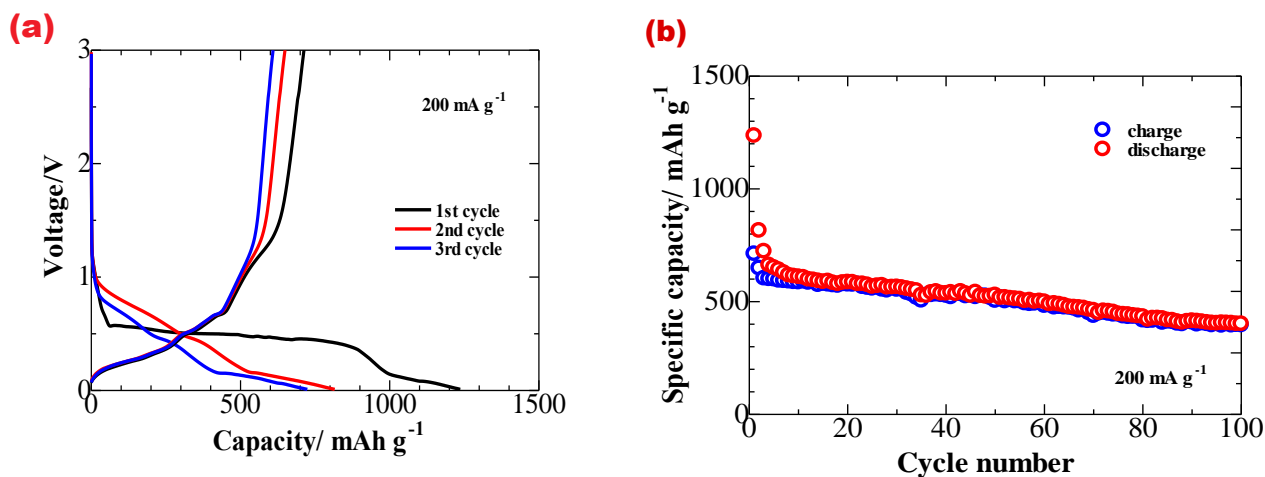 (a)
3
2
1
0
Voltage/V
200 mA g-1
1st cycle
2nd cycle
3rd cycle
0 500 1000 1500
Capacity/ mAh g-1
(b)
1500
1000
500
0
Specific capacity/ mAh g-1
charge
discharge
200 mA g-1
0 20 40 60 80 100
Cycle number